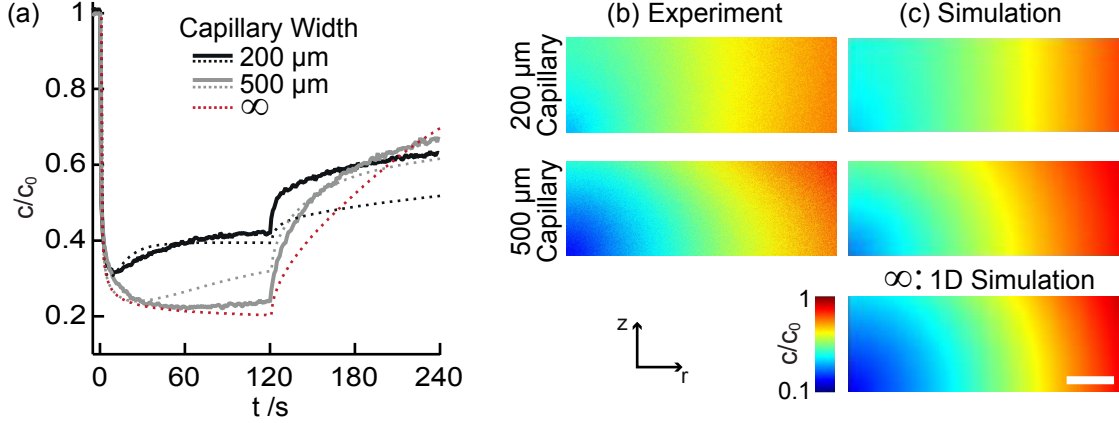 (a)
Capillary Width
200 µm
500 µm
∞
1
0.8
0.6
0.4
0.2
c/c₀
0
60
120
180
240
t /s
(b) Experiment
(c) Simulation
200 µm
Capillary
500 µm
Capillary
∞: 1D Simulation
z
r
c/c₀
1
0.1